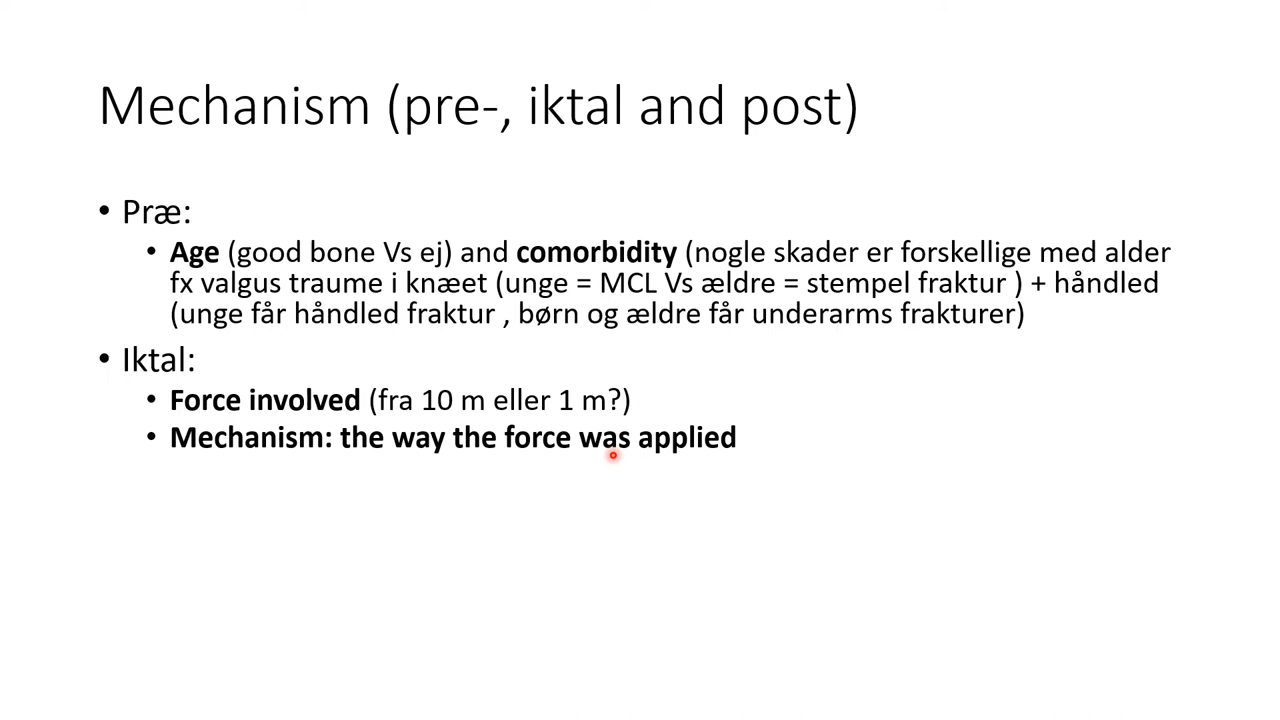 Mechanism (pre-, iktal and post)
• Præ:
• Age (good bone Vs ej) and comorbidity (nogle skader er forskellige med alder
fx valgus traume i knæet (unge = MCL Vs ældre = stempel fraktur ) + håndled
(unge får håndled fraktur , børn og ældre får underarms frakturer)
• Iktal:
• Force involved (fra 10 m eller 1 m?)
• Mechanism: the way the force was applied